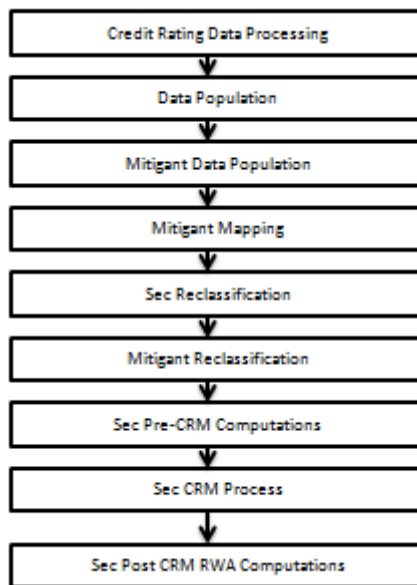 Credit Rating Data Processing
Data Population
Mitigant Data Population
Mitigant Mapping
Sec Reclassification
Mitigant Reclassification
Sec Pre-CRM Computations
Sec CRM Process
Sec Post CRM RWA Computations